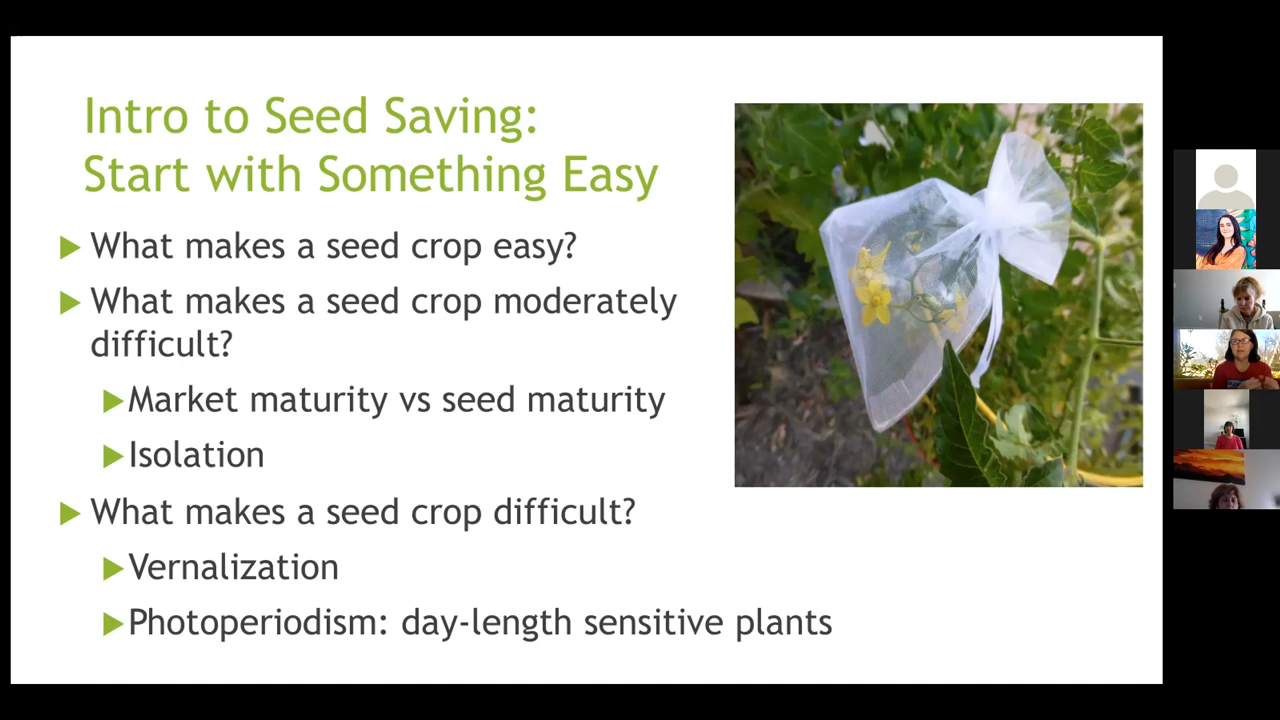 Intro to Seed Saving:
Start with Something Easy
What makes a seed crop easy?
What makes a seed crop moderately
difficult?
Market maturity vs seed maturity
Isolation
What makes a seed crop difficult?
Vernalization
Photoperiodism: day-length sensitive plants